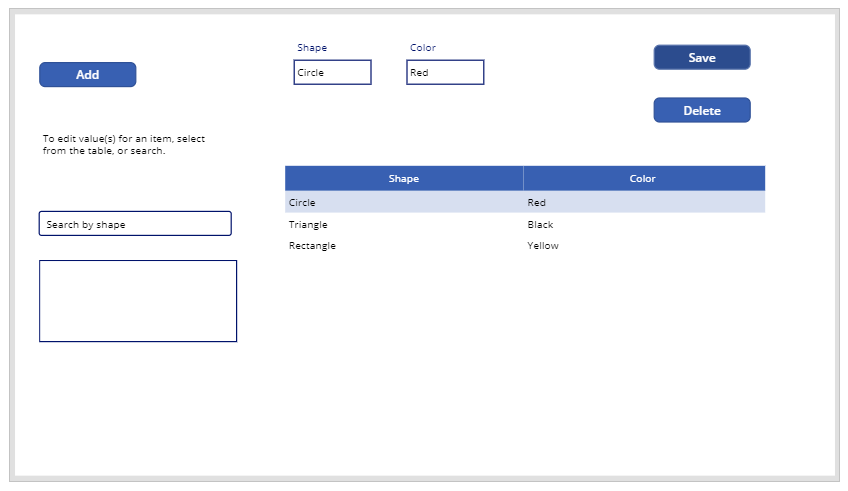 Add
Shape
Color
Circle
Red
Save
Delete
To edit value(s) for an item, select
from the table, or search.
Search by shape
Shape Color
Circle Red
Triangle Black
Rectangle Yellow